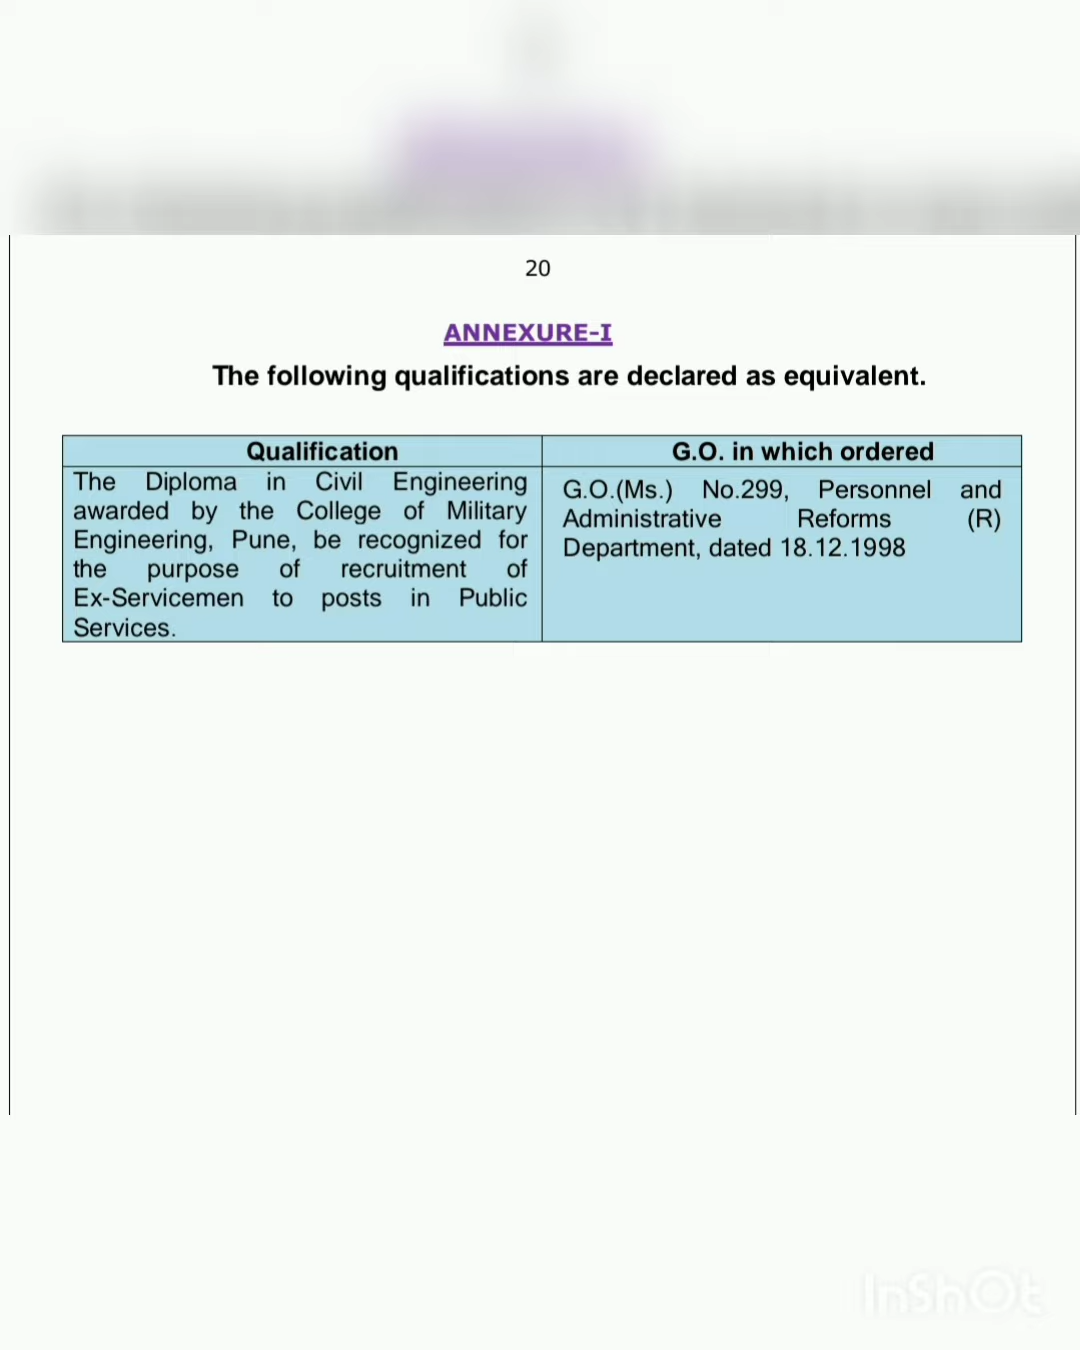 20
ANNEXURE-I
The following qualifications are declared as equivalent.
Qualification
G.O. in which ordered
The Diploma in Civil Engineering
awarded by the College of Military
Engineering, Pune, be recognized for
the purpose of recruitment of
Ex-Servicemen to posts in Public
Services.
G.O.(Ms.) No.299, Personnel and
Administrative Reforms (R)
Department, dated 18.12.1998
InShOt